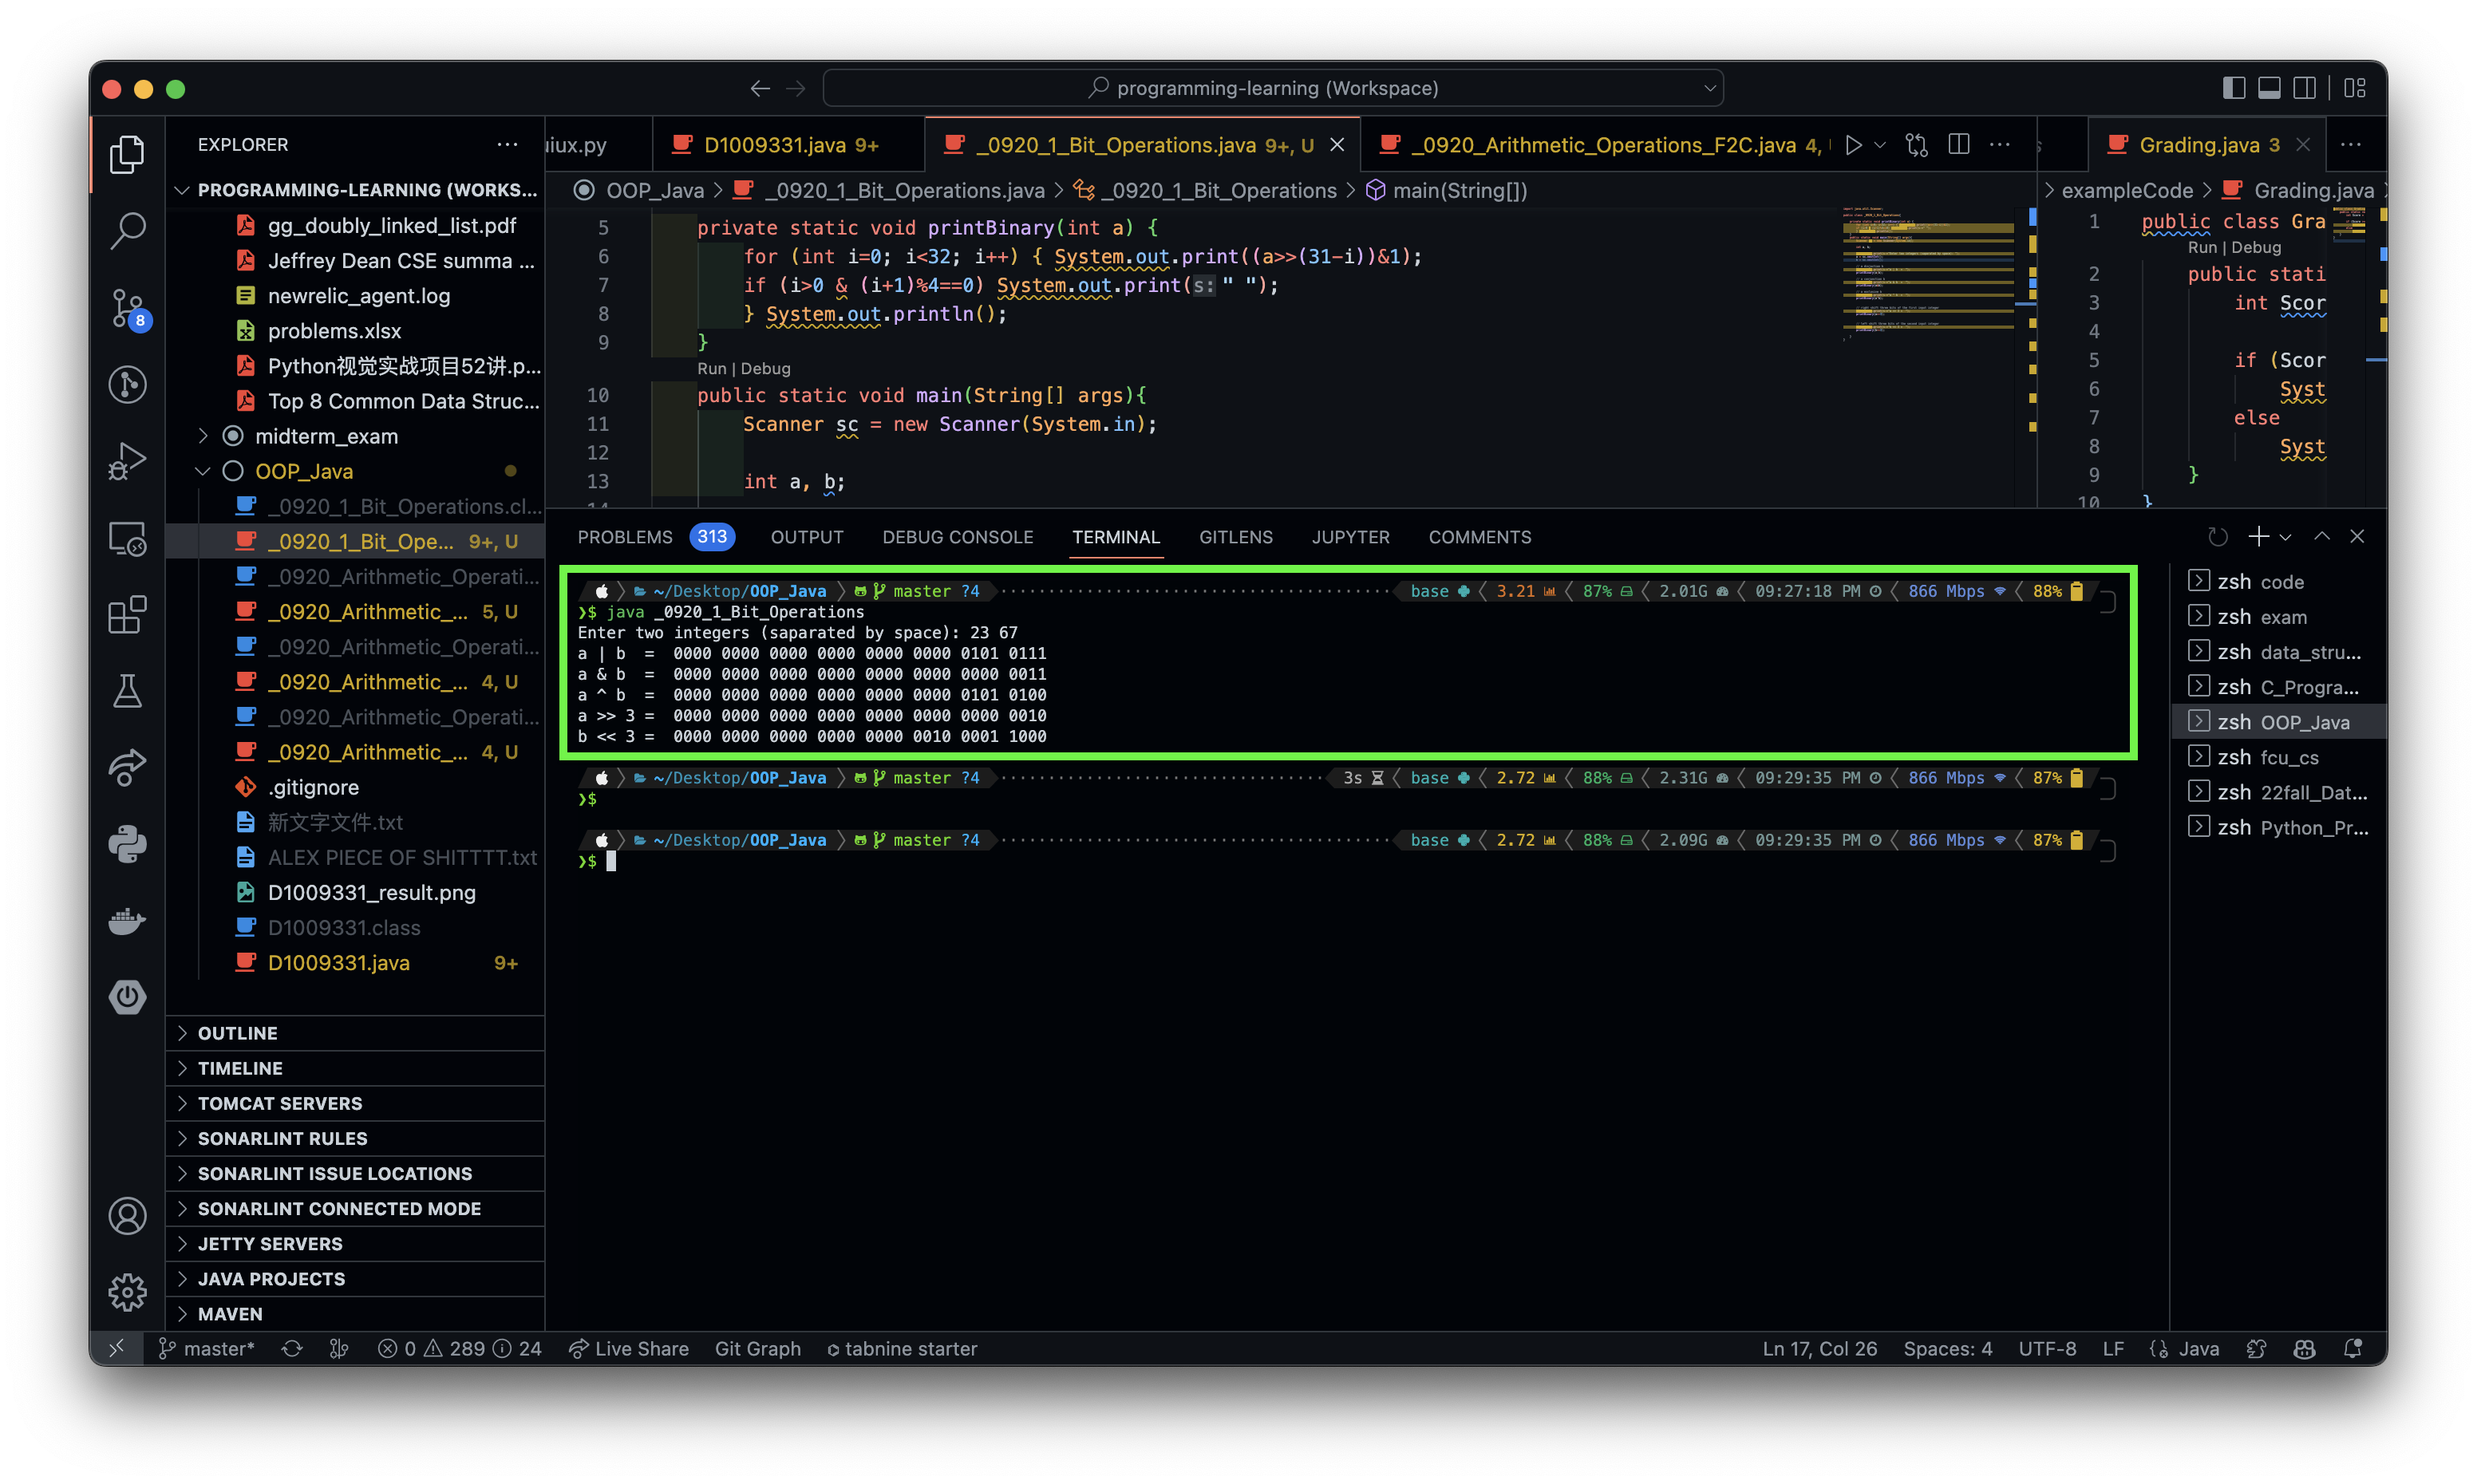 programming-learning (Workspace)
EXPLORER
PROGRAMMING-LEARNING (WORKS...
gg_doubly_linked_list.pdf
Jeffrey Dean CSE summa ...
newrelic_agent.log
problems.xlsx
Python视觉实战项目52讲.p...
Top 8 Common Data Struc...
midterm_exam
OOP_Java
_0920_1_Bit_Operations.cl...
_0920_1_Bit_Ope... 9+, U
_0920_Arithmetic_Operati...
_0920_Arithmetic_... 5, U
_0920_Arithmetic_Operati...
_0920_Arithmetic_... 4, U
_0920_Arithmetic_Operati...
_0920_Arithmetic_... 4, U
.gitignore
新文字文件.txt
ALEX PIECE OF SHITTTT.txt
D1009331_result.png
D1009331.class
D1009331.java 9+
OUTLINE
TIMELINE
TOMCAT SERVERS
SONARLINT RULES
SONARLINT ISSUE LOCATIONS
SONARLINT CONNECTED MODE
JETTY SERVERS
JAVA PROJECTS
MAVEN
8
iux.py D1009331.java 9+ _0920_1_Bit_Operations.java 9+, U _0920_Arithmetic_Operations_F2C.java 4,
OOP_Java > _0920_1_Bit_Operations.java > _0920_1_Bit_Operations > main(String[])
5 private static void printBinary(int a) {
6 for (int i=0; i<32; i++) { System.out.print((a>>(31-i))&1);
7 if (i>0 & (i+1)%4==0) System.out.print(s:" ");
8 } System.out.println();
9 }
Run | Debug
10 public static void main(String[] args){
11 Scanner sc = new Scanner(System.in);
12
13 int a, b;
Grading.java 3
exampleCode > Grading.java
1 public class Gra
Run | Debug
2 public stati
3 int Scor
4
5 if (Scor
6 Syst
7 else
8 Syst
9 }
10 }
PROBLEMS 313 OUTPUT DEBUG CONSOLE TERMINAL GITLENS JUPYTER COMMENTS
~/Desktop/OOP_Java master ?4 base 3.21 87% 2.01G 09:27:18 PM 866 Mbps 88%
❯$ java _0920_1_Bit_Operations
Enter two integers (saparated by space): 23 67
a | b = 0000 0000 0000 0000 0000 0000 0101 0111
a & b = 0000 0000 0000 0000 0000 0000 0000 0011
a ^ b = 0000 0000 0000 0000 0000 0000 0101 0100
a >> 3 = 0000 0000 0000 0000 0000 0000 0000 0010
b << 3 = 0000 0000 0000 0000 0000 0010 0001 1000
~/Desktop/OOP_Java master ?4 3s base 2.72 88% 2.31G 09:29:35 PM 866 Mbps 87%
❯$
~/Desktop/OOP_Java master ?4 base 2.72 88% 2.09G 09:29:35 PM 866 Mbps 87%
❯$
zsh code
zsh exam
zsh data_stru...
zsh C_Progra...
zsh OOP_Java
zsh fcu_cs
zsh 22fall_Dat...
zsh Python_Pr...
master* 0 289 24 Live Share Git Graph tabnine starter Ln 17, Col 26 Spaces: 4 UTF-8 LF Java